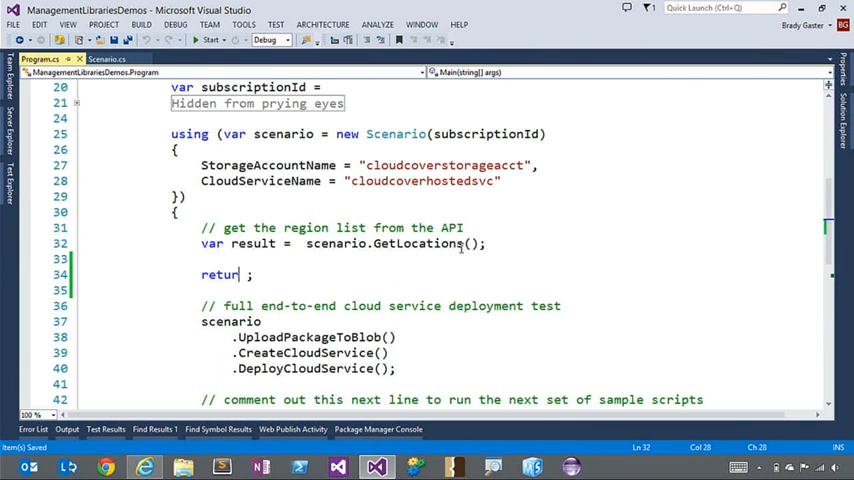 ManagementLibrariesDemos - Microsoft Visual Studio
1
Quick Launch (Ctrl+Q)
FILE EDIT VIEW PROJECT BUILD DEBUG TEAM TOOLS TEST ARCHITECTURE ANALYZE WINDOW HELP
Brady Gaster BG
Start Debug
Program.cs Scenario.cs
ManagementLibrariesDemos.Program Main(string[] args)
Team Explorer
Server Explorer
Test Explorer
Properties
Solution Explorer
20 var subscriptionId =
21 Hidden from prying eyes
24
25 using (var scenario = new Scenario(subscriptionId)
26 {
27 StorageAccountName = "cloudcoverstorageacct",
28 CloudServiceName = "cloudcoverhostedsvc"
29 })
30 {
31 // get the region list from the API
32 var result =  scenario.GetLocations();
33
34 retur ;
35
36 // full end-to-end cloud service deployment test
37 scenario
38 .UploadPackageToBlob()
39 .CreateCloudService()
40 .DeployCloudService();
41
42 // comment out this next line to run the next set of sample scripts
100 %
Error List Output Test Results Find Results 1 Find Symbol Results Web Publish Activity Package Manager Console
Item(s) Saved Ln 32 Col 28 Ch 28 INS